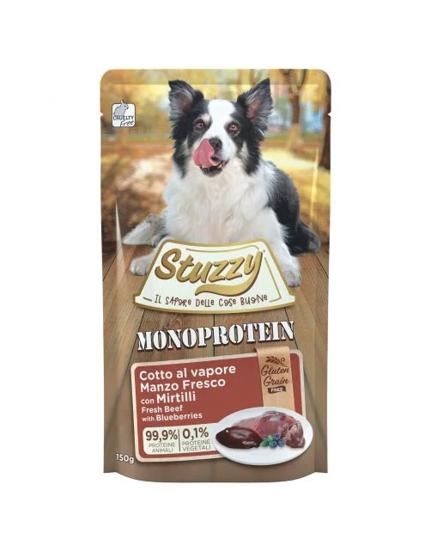 CRUELTY
Free
Stuzzy
IL SAPORE DELLE COSE BUONE
MONOPROTEIN
Cotto al vapore
Manzo Fresco
con Mirtilli
Fresh Beef
with Blueberries
Gluten
Grain
FREE
99,9% PROTEINE ANIMALI
0,1% PROTEINE VEGETALI
150g